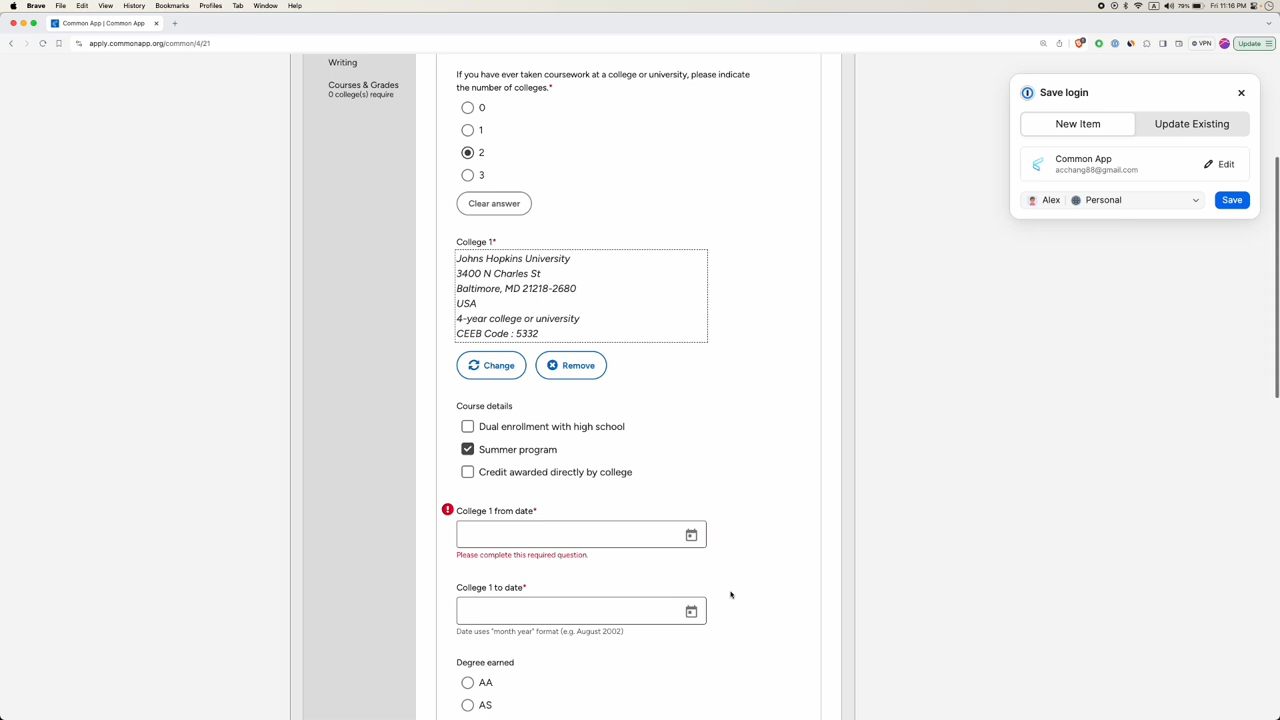 Brave File Edit View History Bookmarks Profiles Tab Window Help
79% Fri 11:16 PM
Common App | Common App
apply.commonapp.org/common/4/21
VPN
Update
Writing
Courses & Grades
0 college(s) require
If you have ever taken coursework at a college or university, please indicate
the number of colleges.*
0
1
2
3
Clear answer
College 1*
Johns Hopkins University
3400 N Charles St
Baltimore, MD 21218-2680
USA
4-year college or university
CEEB Code : 5332
Change Remove
Course details
Dual enrollment with high school
Summer program
Credit awarded directly by college
College 1 from date*
Please complete this required question.
College 1 to date*
Date uses "month year" format (e.g. August 2002)
Degree earned
AA
AS
Save login
New Item Update Existing
Common App
acchang88@gmail.com
Edit
Alex Personal
Save